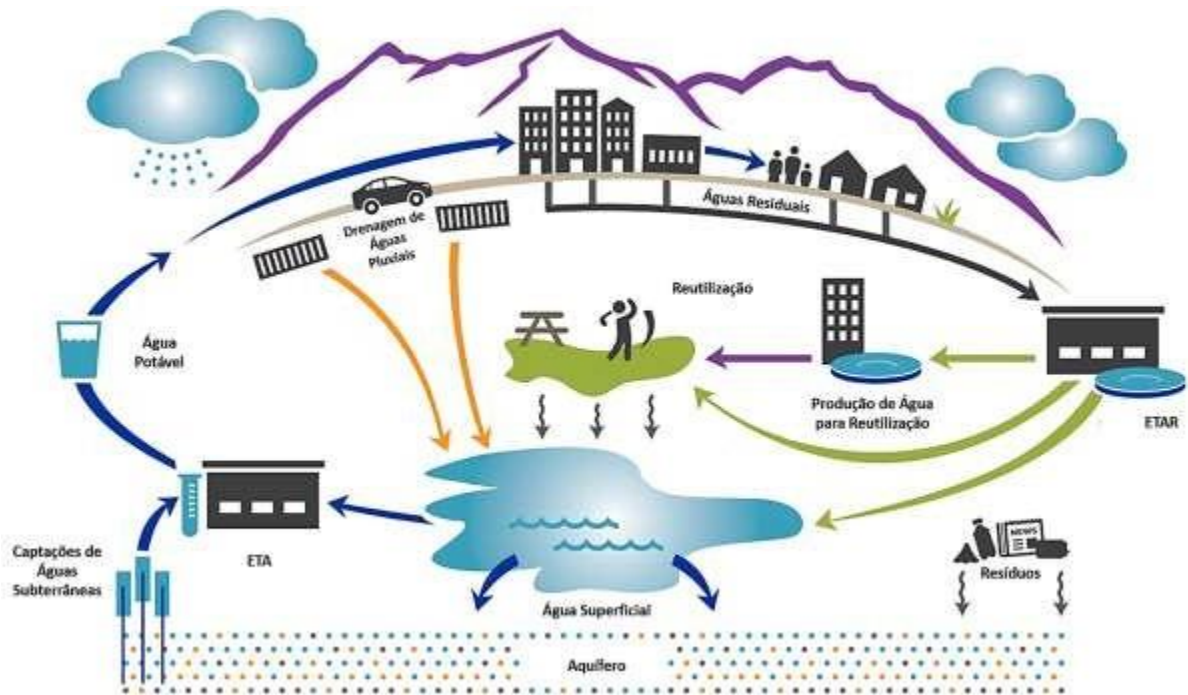 Águas Residuais
Drenagem de
Águas
Pluviais
Reutilização
Água
Potável
Produção de Água
para Reutilização
ETAR
ETA
Captações de
Águas
Subterrâneas
NEWS
Resíduos
Água Superficial
Aquífero